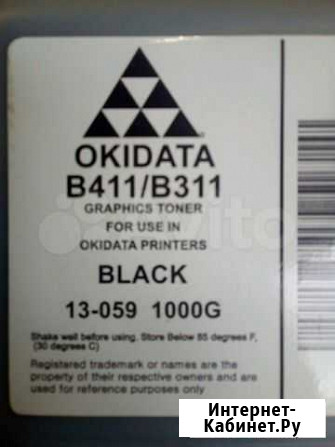 OKIDATA
B411/B311
GRAPHICS TONER
FOR USE IN
OKIDATA PRINTERS
BLACK
13-059 1000G
Shake well before using. Store Below 85 degrees F,
(30 degrees C)
Registered trademark or names are the
property of their respective owners and are
used for reference purposes only
Avito
Интернет-
Кабинет.Ру